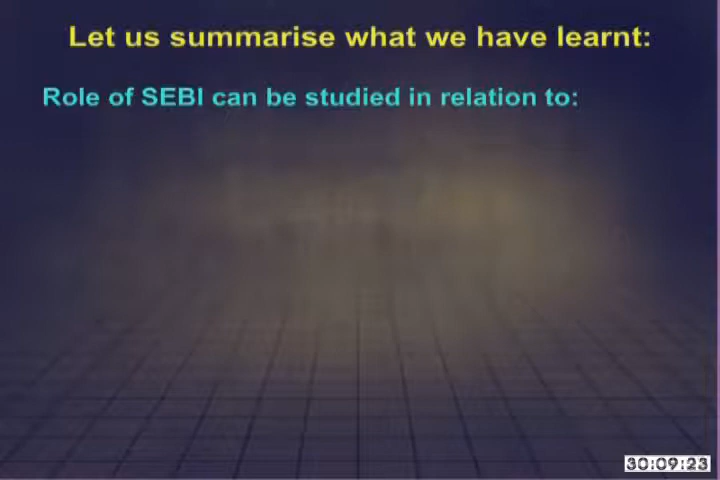 Let us summarise what we have learnt:
Role of SEBI can be studied in relation to:
30:09:23